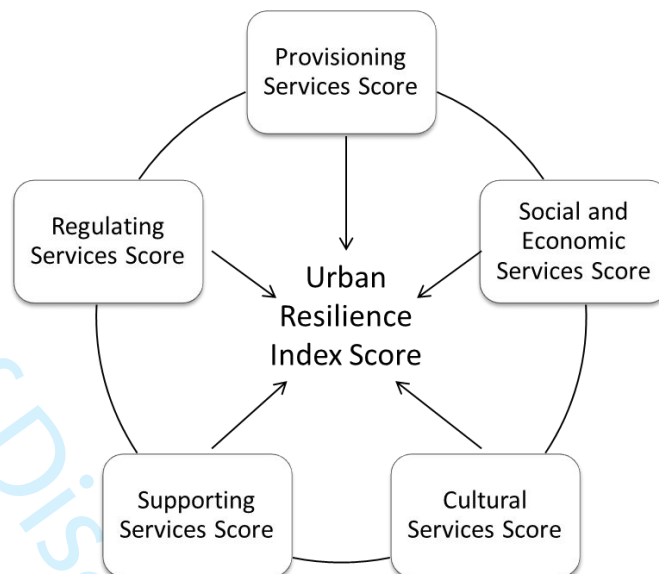 Provisioning
Services Score
Regulating
Services Score
Social and
Economic
Services Score
Urban
Resilience
Index Score
Supporting
Services Score
Cultural
Services Score